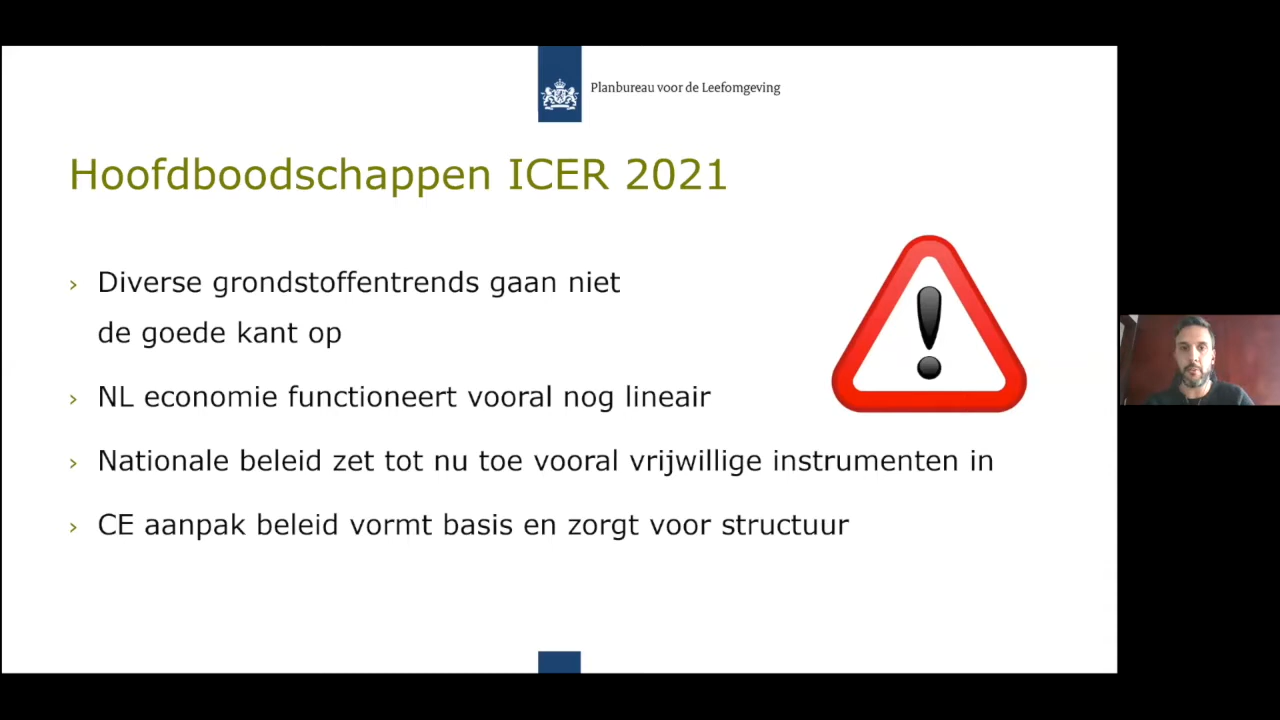 Planbureau voor de Leefomgeving
Hoofdboodschappen ICER 2021
› Diverse grondstoffentrends gaan niet
de goede kant op
› NL economie functioneert vooral nog lineair
› Nationale beleid zet tot nu toe vooral vrijwillige instrumenten in
› CE aanpak beleid vormt basis en zorgt voor structuur